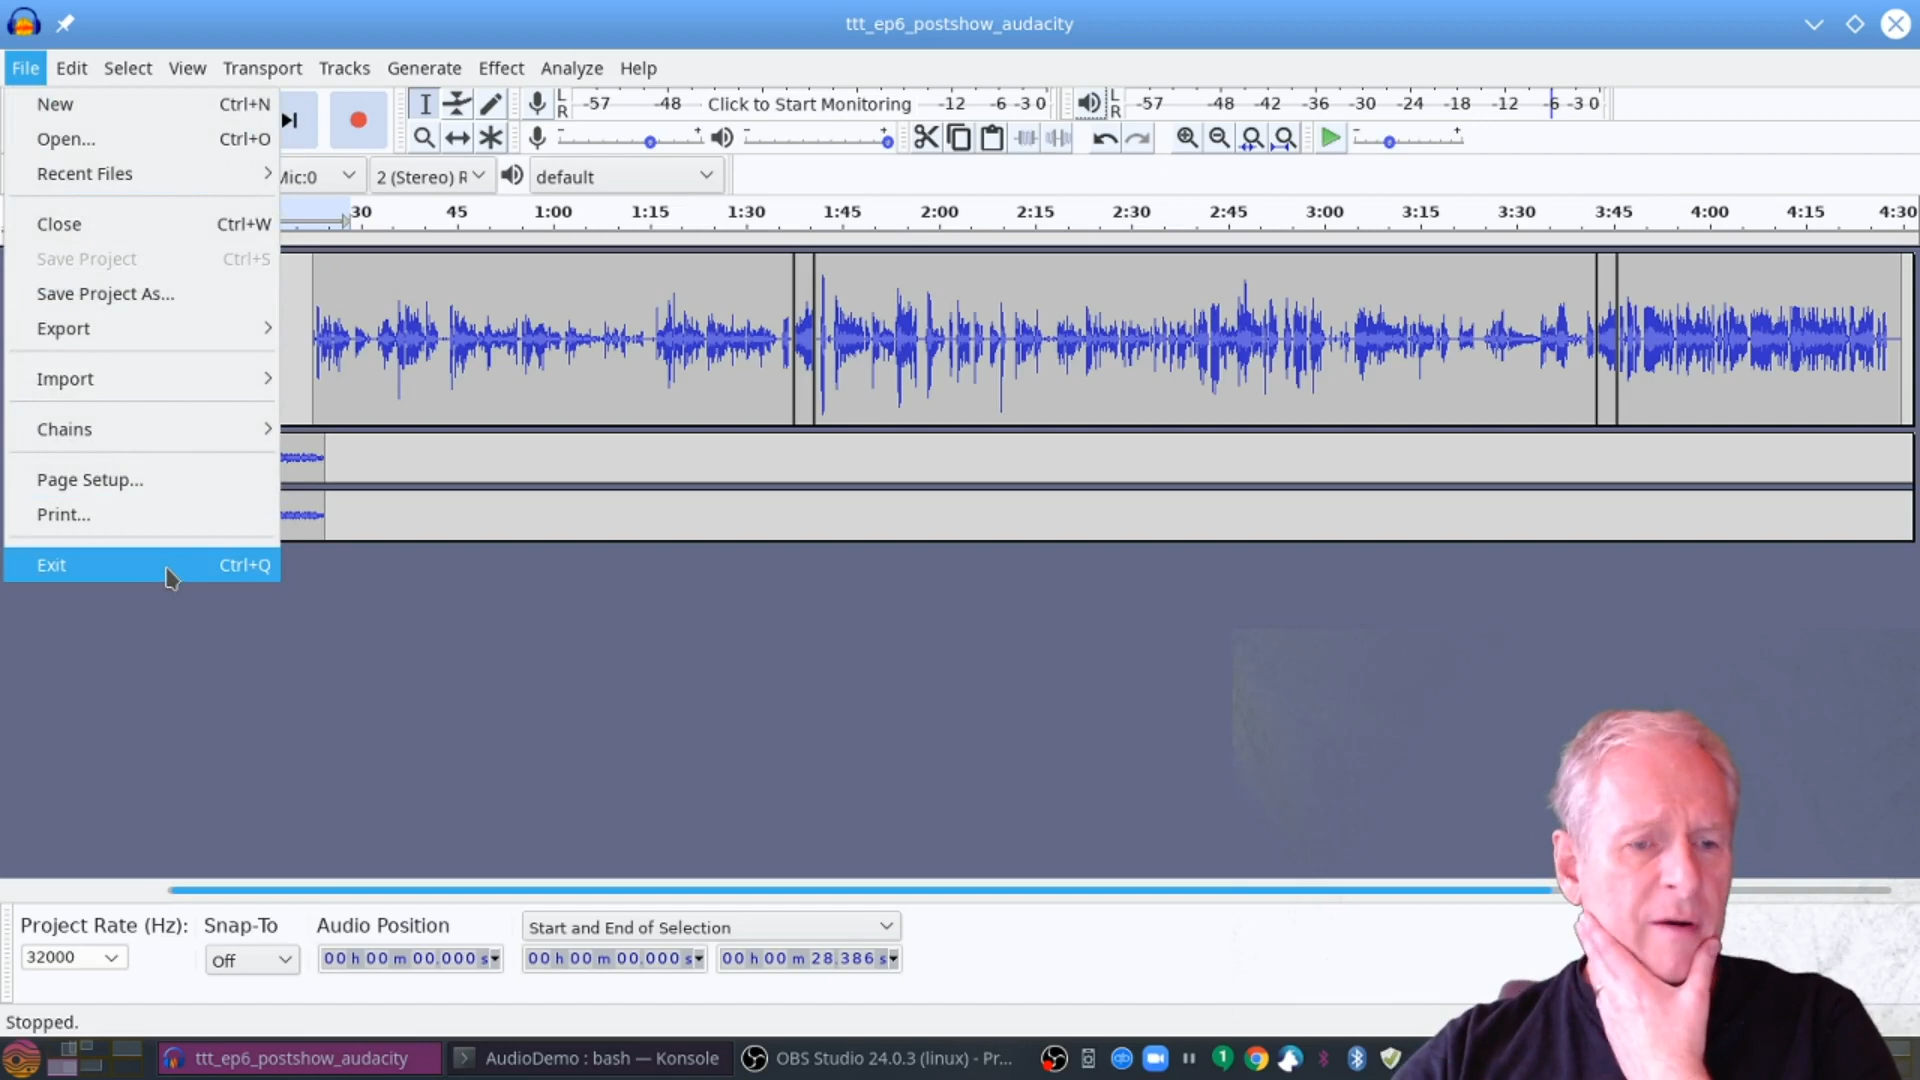 ttt_ep6_postshow_audacity
File Edit Select View Transport Tracks Generate Effect Analyze Help
New Ctrl+N
Open... Ctrl+O
Recent Files
Close Ctrl+W
Save Project Ctrl+S
Save Project As...
Export
Import
Chains
Page Setup...
Print...
Exit Ctrl+Q
L R -57 -48 Click to Start Monitoring -12 -6 -3 0
L R -57 -48 -42 -36 -30 -24 -18 -12 -6 -3 0
- + - + - +
Mic:0 2 (Stereo) R default
30 45 1:00 1:15 1:30 1:45 2:00 2:15 2:30 2:45 3:00 3:15 3:30 3:45 4:00 4:15 4:30
Project Rate (Hz): Snap-To Audio Position Start and End of Selection
32000 Off 00 h 00 m 00.000 s 00 h 00 m 00.000 s 00 h 00 m 28.386 s
Stopped.
ttt_ep6_postshow_audacity AudioDemo : bash — Konsole OBS Studio 24.0.3 (linux) - Pr... 1